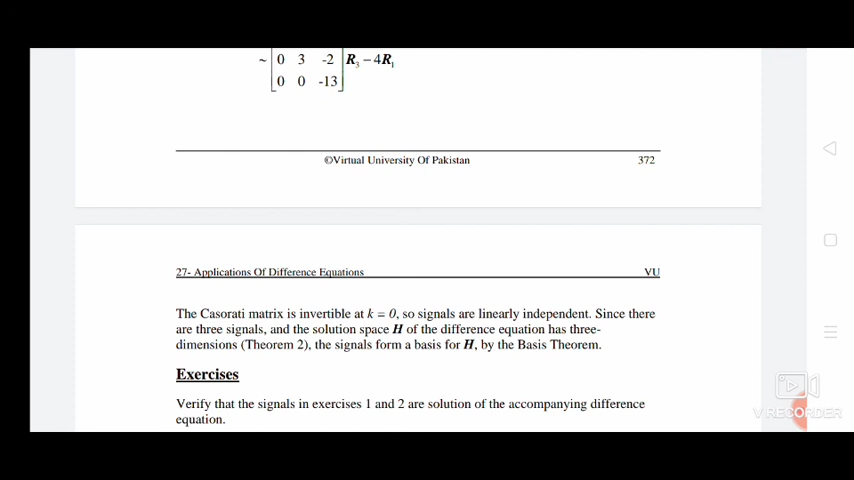 ~ 0 3 -2 R₃ – 4R₁
0 0 -13
©Virtual University Of Pakistan 372
27- Applications Of Difference Equations VU
The Casorati matrix is invertible at k = 0, so signals are linearly independent. Since there
are three signals, and the solution space H of the difference equation has three-
dimensions (Theorem 2), the signals form a basis for H, by the Basis Theorem.
Exercises
Verify that the signals in exercises 1 and 2 are solution of the accompanying difference
equation.
V RECORDER